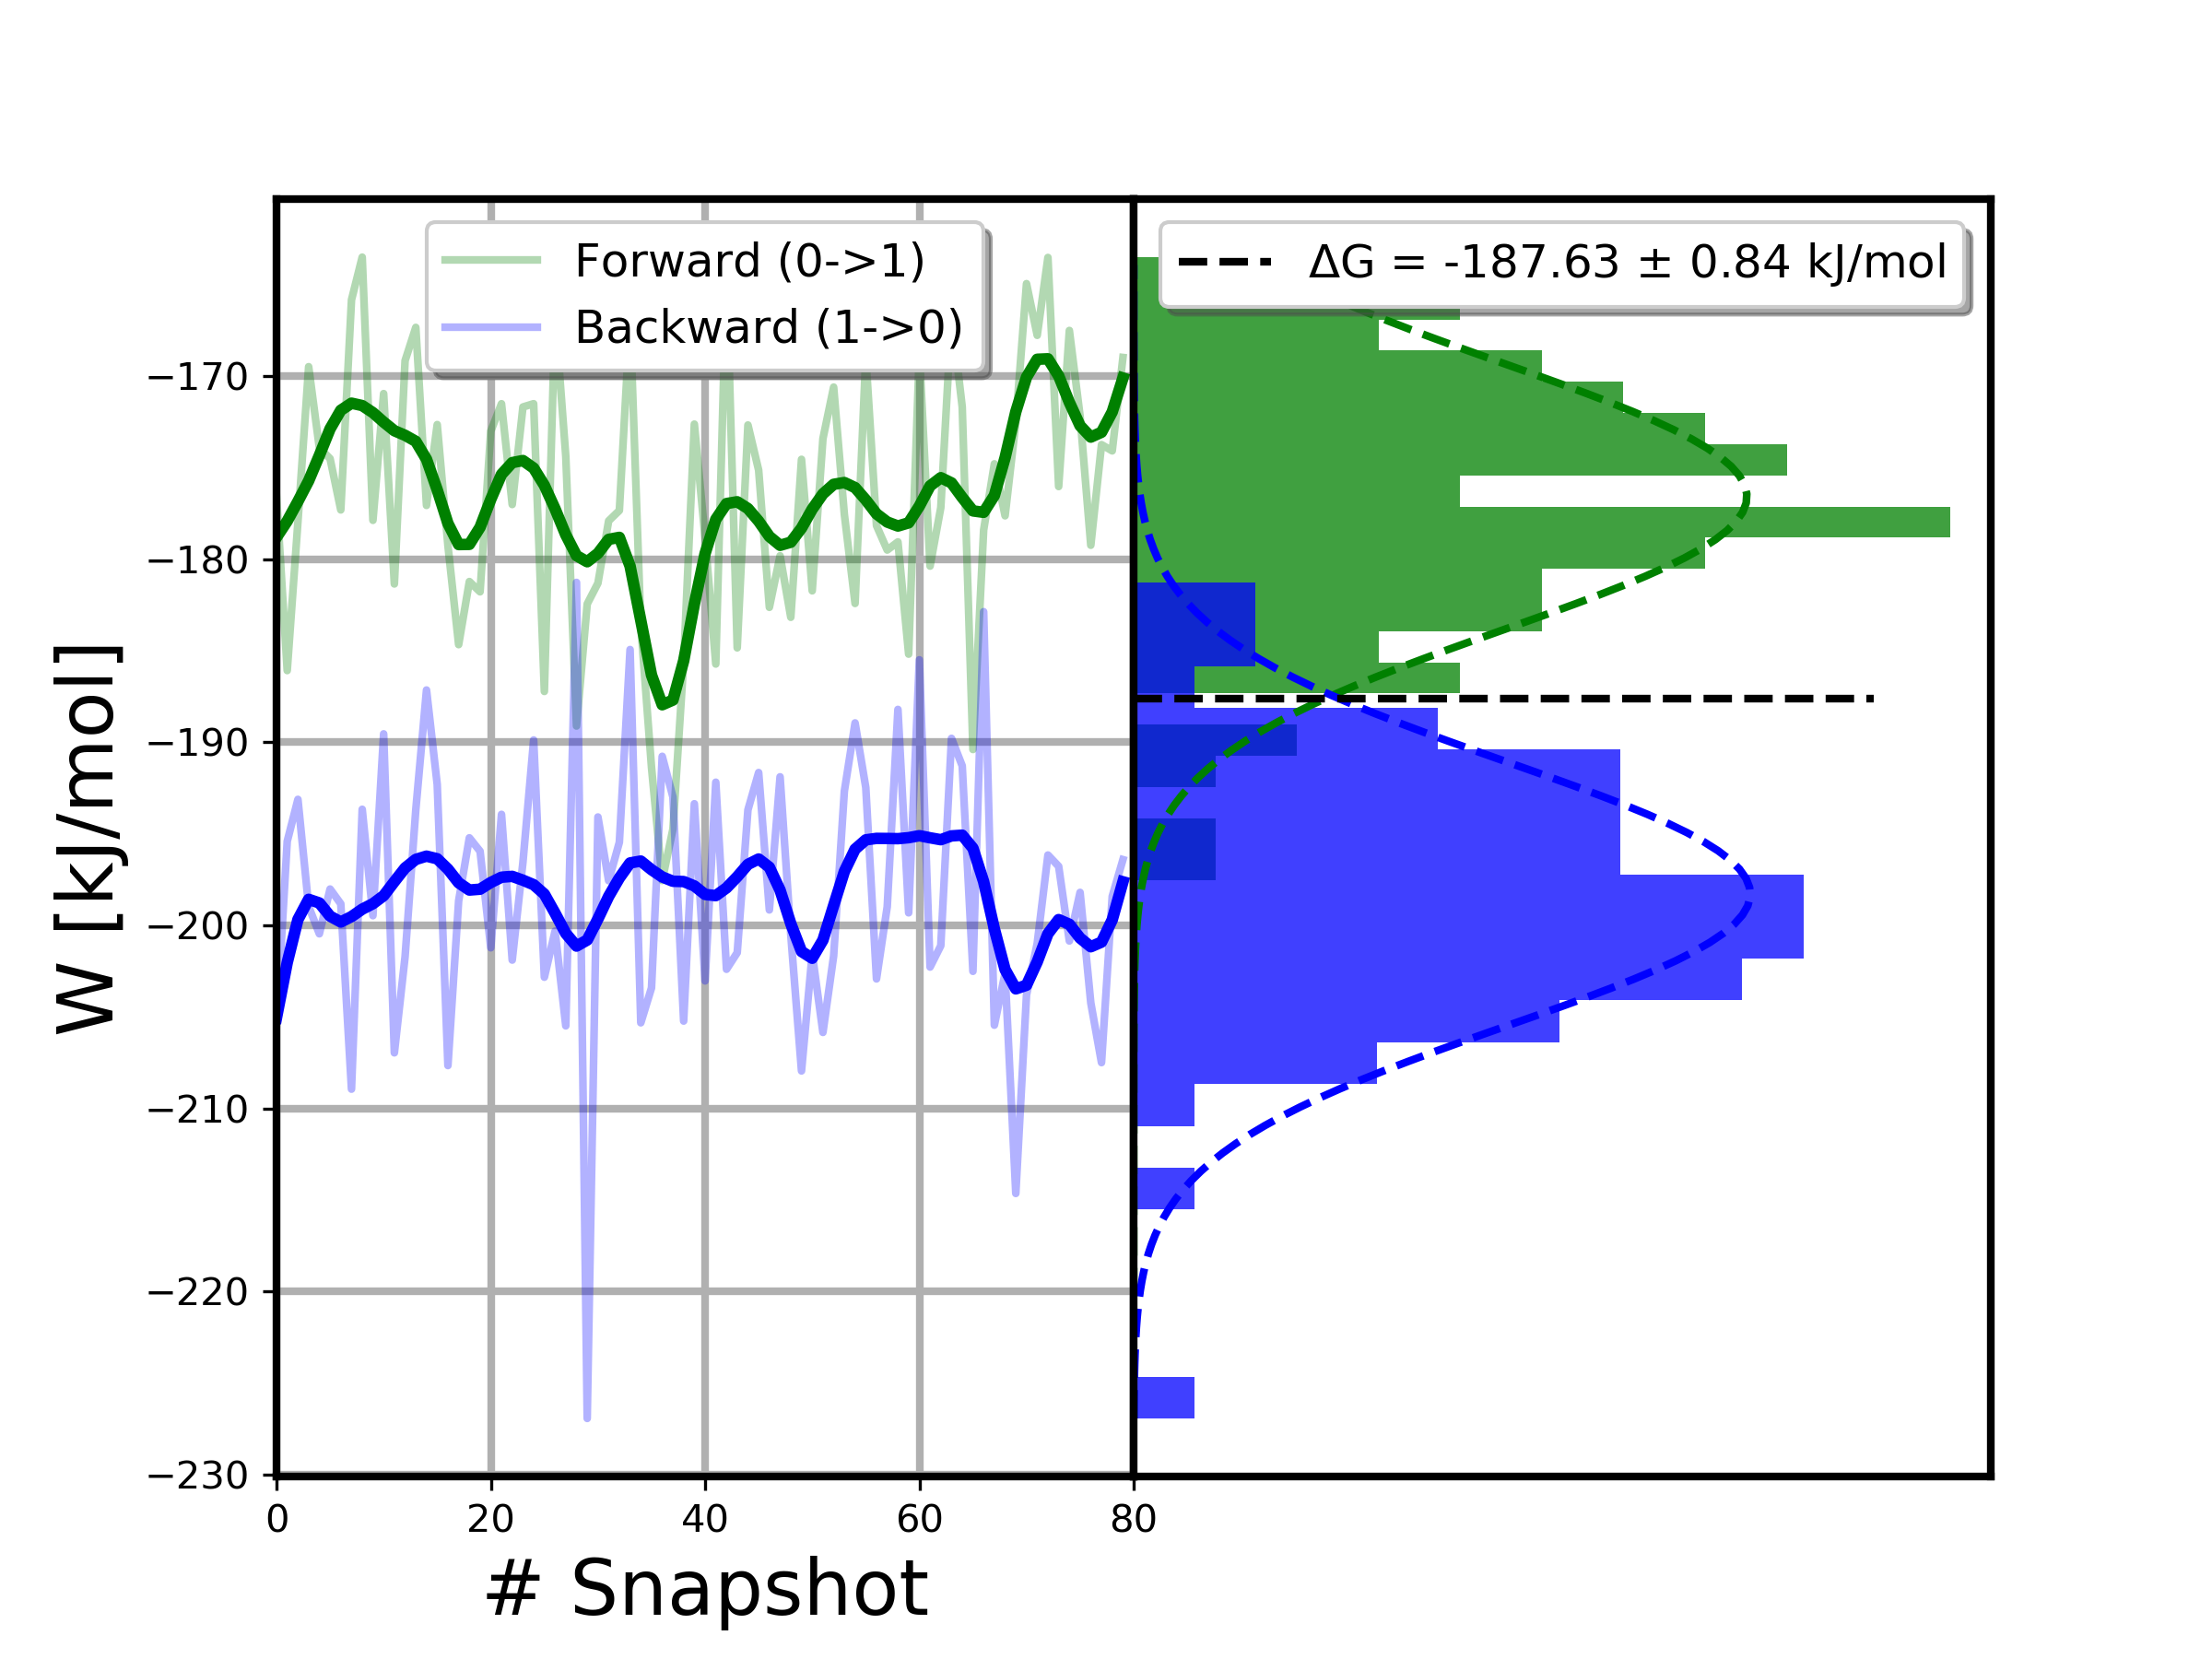 Forward (0->1)
Backward (1->0)
ΔG = -187.63 ± 0.84 kJ/mol
W [kJ/mol]
−170
−180
−190
−200
−210
−220
−230
0 20 40 60 80
# Snapshot